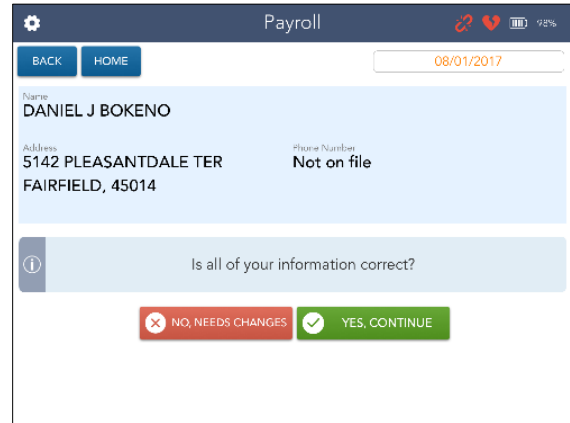 Payroll
98%
BACK HOME 08/01/2017
Name
DANIEL J BOKENO
Address Phone Number
5142 PLEASANTDALE TER Not on file
FAIRFIELD, 45014
Is all of your information correct?
NO, NEEDS CHANGES YES, CONTINUE